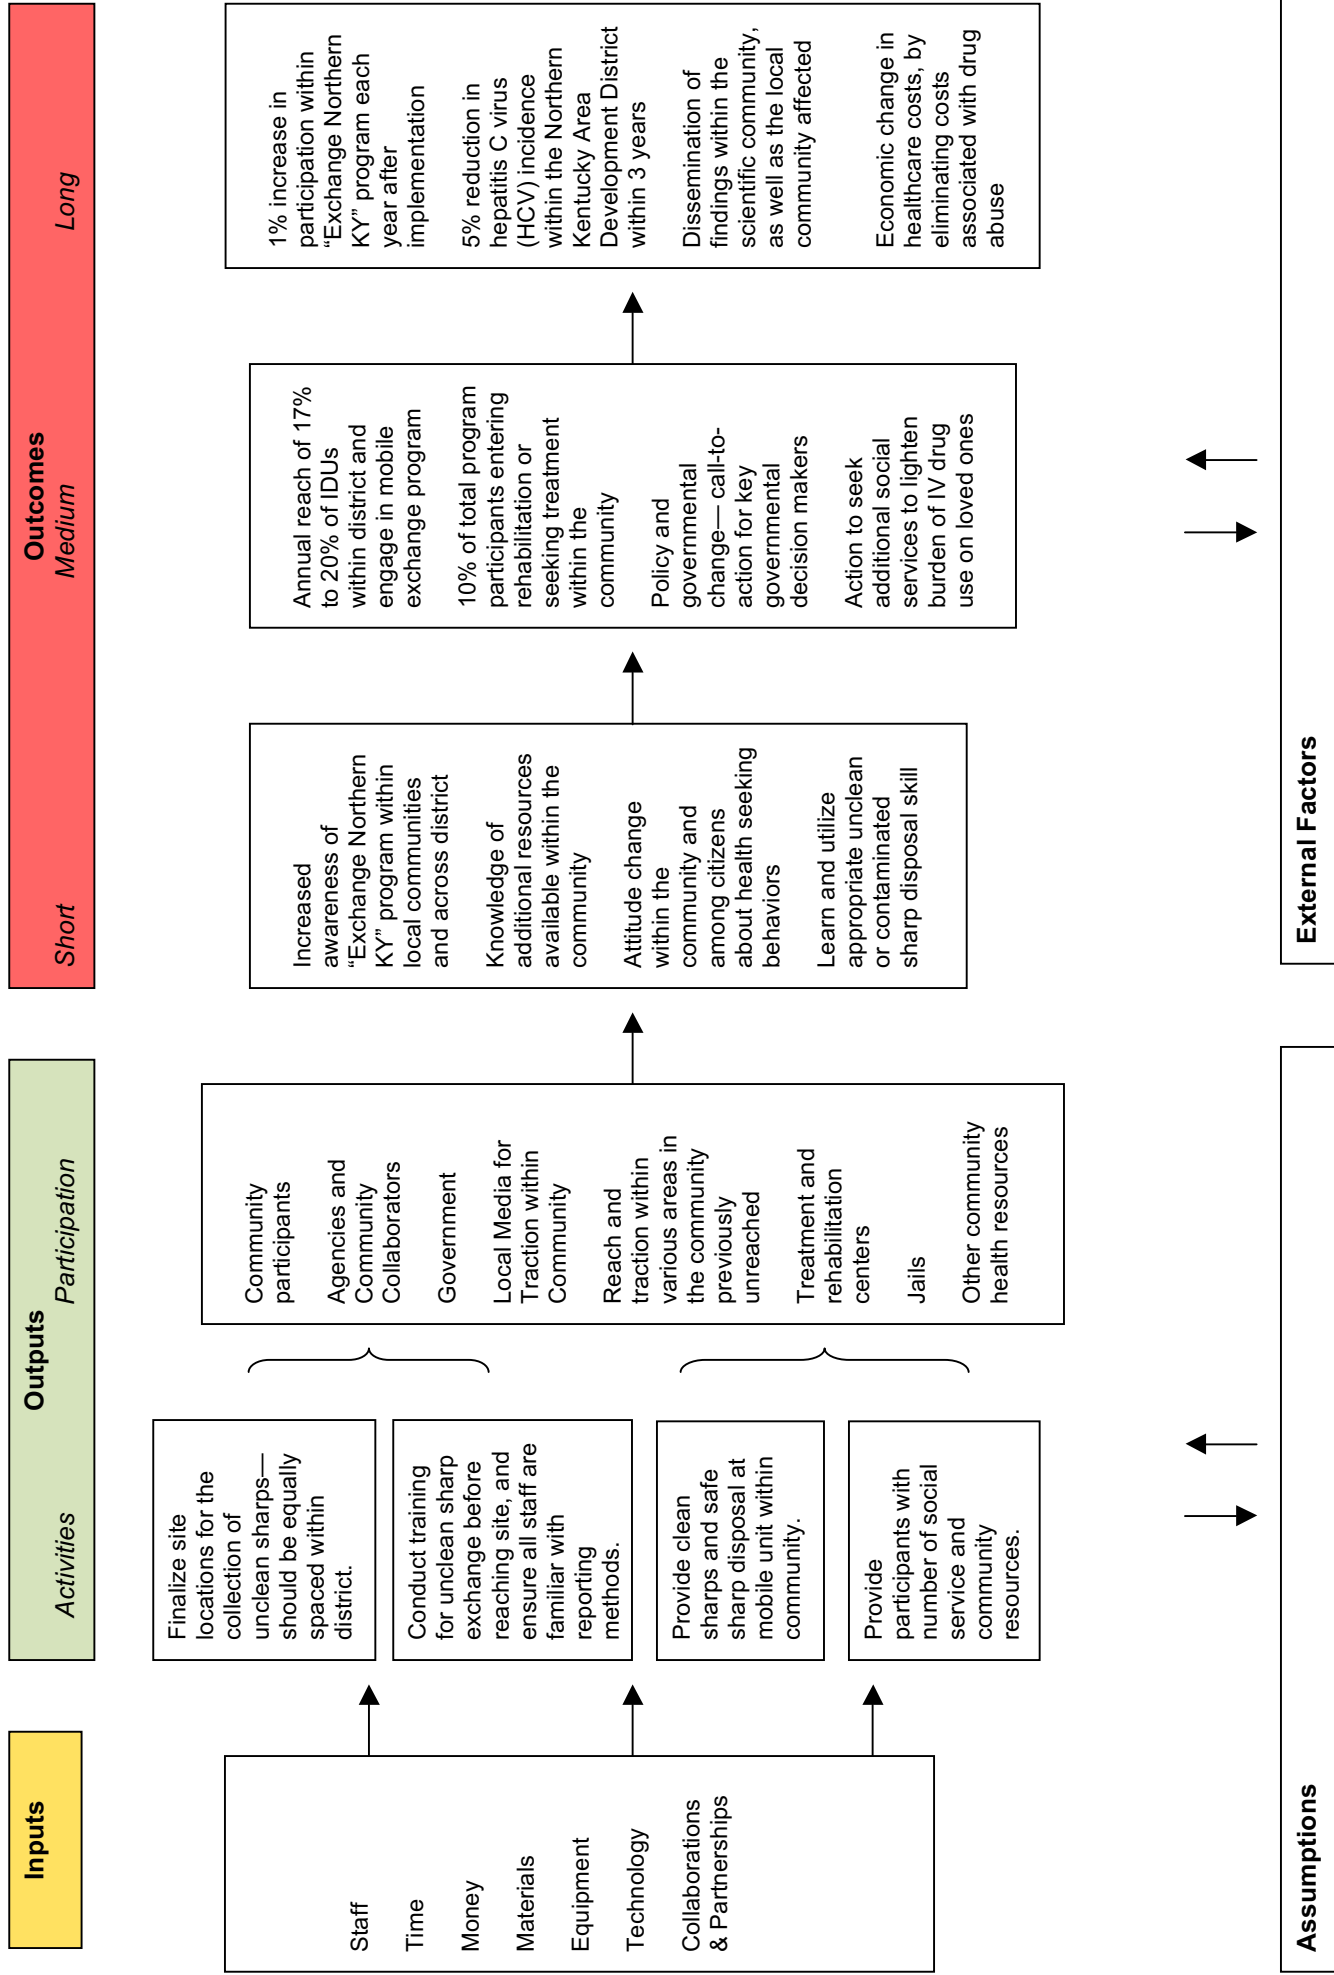 Inputs
Outputs
Activities
Participation
Outcomes
Short
Medium
Long
Staff
Time
Money
Materials
Equipment
Technology
Collaborations
& Partnerships
Finalize site
locations for the
collection of
unclean sharps—
should be equally
spaced within
district.
Conduct training
for unclean sharp
exchange before
reaching site, and
ensure all staff are
familiar with
reporting
methods.
Provide clean
sharps and safe
sharp disposal at
mobile unit within
community.
Provide
participants with
number of social
service and
community
resources.
Community
participants
Agencies and
Community
Collaborators
Government
Local Media for
Traction within
Community
Reach and
traction within
various areas in
the community
previously
unreached
Treatment and
rehabilitation
centers
Jails
Other community
health resources
Increased
awareness of
“Exchange Northern
KY” program within
local communities
and across district
Knowledge of
additional resources
available within the
community
Attitude change
within the
community and
among citizens
about health seeking
behaviors
Learn and utilize
appropriate unclean
or contaminated
sharp disposal skill
Annual reach of 17%
to 20% of IDUs
within district and
engage in mobile
exchange program
10% of total program
participants entering
rehabilitation or
seeking treatment
within the
community
Policy and
governmental
change— call-to-
action for key
governmental
decision makers
Action to seek
additional social
services to lighten
burden of IV drug
use on loved ones
1% increase in
participation within
“Exchange Northern
KY” program each
year after
implementation
5% reduction in
hepatitis C virus
(HCV) incidence
within the Northern
Kentucky Area
Development District
within 3 years
Dissemination of
findings within the
scientific community,
as well as the local
community affected
Economic change in
healthcare costs, by
eliminating costs
associated with drug
abuse
Assumptions
External Factors